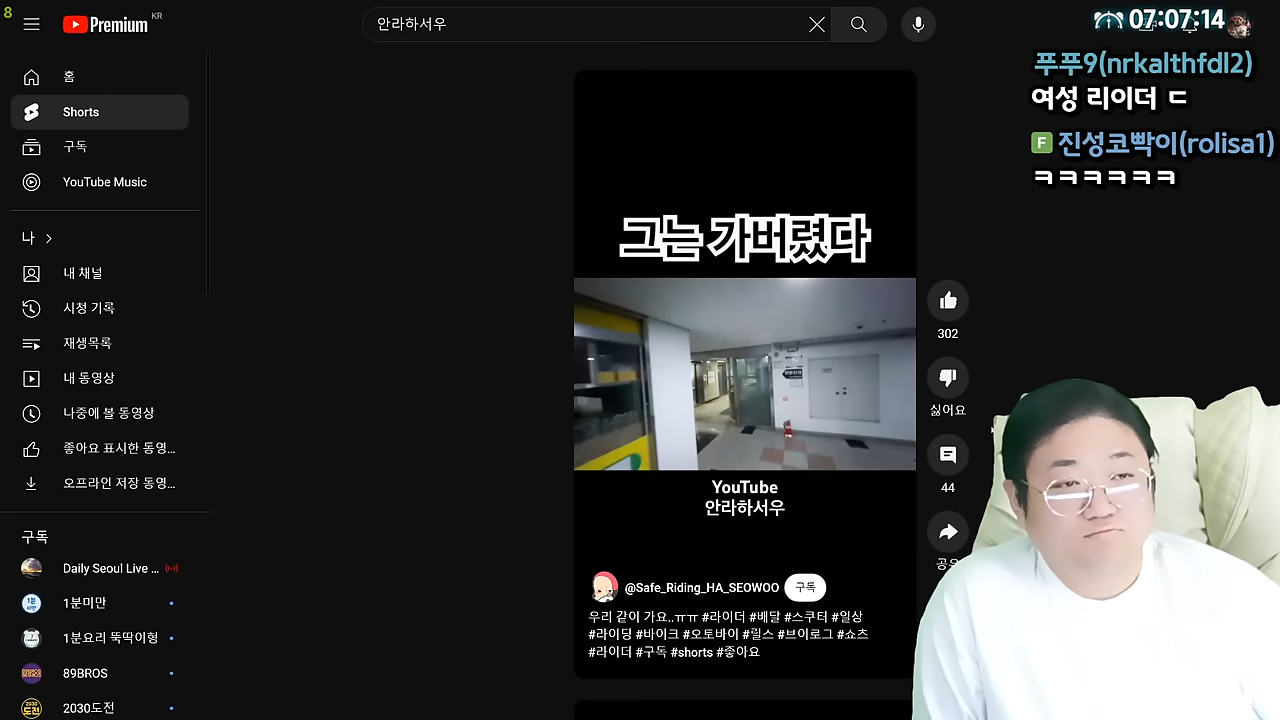 8
Premium KR
안라하서우
07:07:14
홈
Shorts
구독
YouTube Music
나
내 채널
시청 기록
재생목록
내 동영상
나중에 볼 동영상
좋아요 표시한 동영...
오프라인 저장 동영...
구독
Daily Seoul Live ...
1분미만
1분요리 뚝딱이형
89BROS
2030도전
그는 가버렸다
YouTube
안라하서우
@Safe_Riding_HA_SEOWOO
구독
우리 같이 가요..ㅠㅠ #라이더 #배달 #스쿠터 #일상
#라이딩 #바이크 #오토바이 #릴스 #브이로그 #쇼츠
#라이더 #구독 #shorts #좋아요
302
싫어요
44
공유
푸푸9(nrkalthfdl2)
여성 리이더 ㄷ
F 진성코빡이(rolisa1)
ㅋㅋㅋㅋㅋㅋ